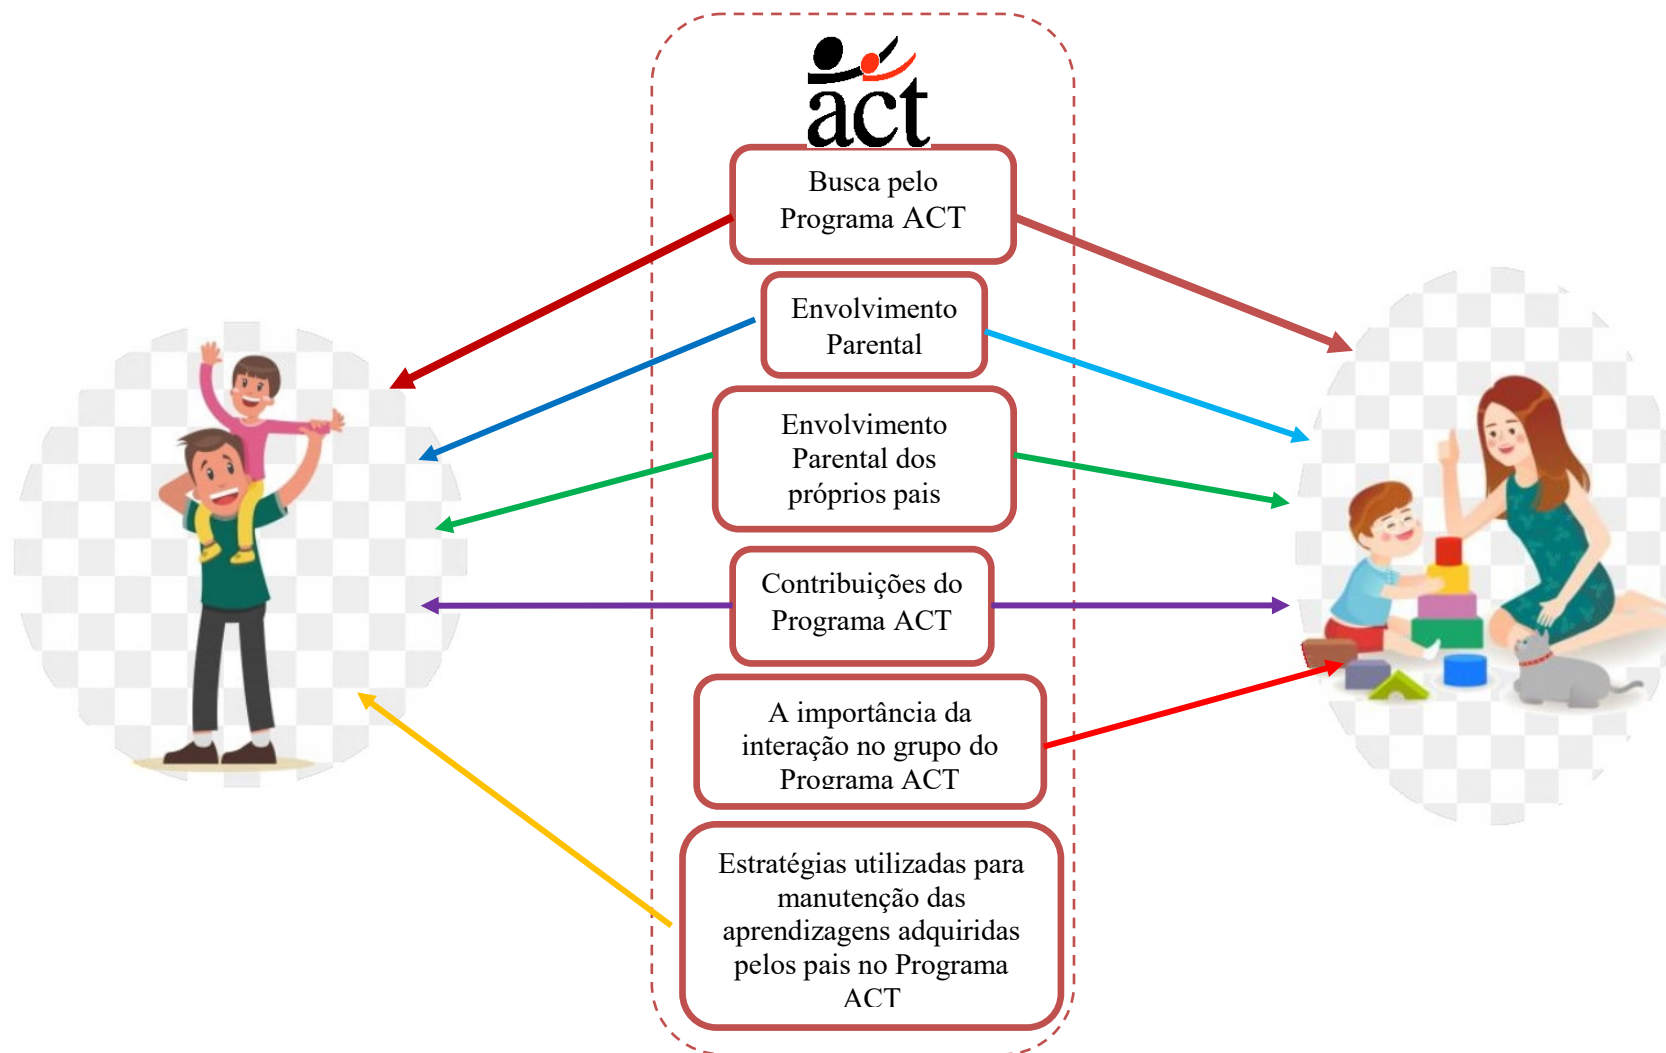 act
Busca pelo
Programa ACT
Envolvimento
Parental
Envolvimento
Parental dos
próprios pais
Contribuições do
Programa ACT
A importância da
interação no grupo do
Programa ACT
Estratégias utilizadas para
manutenção das
aprendizagens adquiridas
pelos pais no Programa
ACT